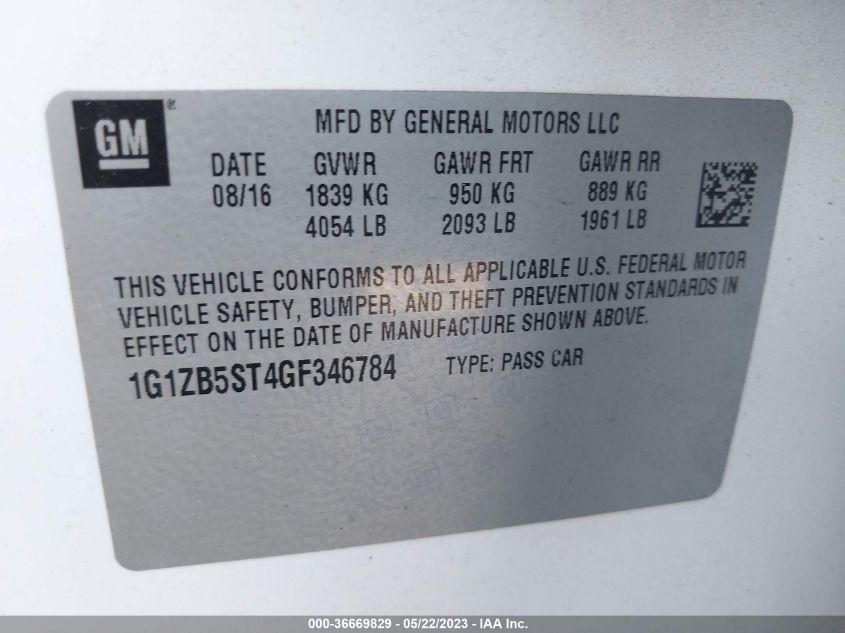 GM ®
MFD BY GENERAL MOTORS LLC
DATE GVWR GAWR FRT GAWR RR
08/16 1839 KG 950 KG 889 KG
4054 LB 2093 LB 1961 LB
THIS VEHICLE CONFORMS TO ALL APPLICABLE U.S. FEDERAL MOTOR
VEHICLE SAFETY, BUMPER, AND THEFT PREVENTION STANDARDS IN
EFFECT ON THE DATE OF MANUFACTURE SHOWN ABOVE.
1G1ZB5ST4GF346784 TYPE: PASS CAR
000-36669829 - 05/22/2023 - IAA Inc.